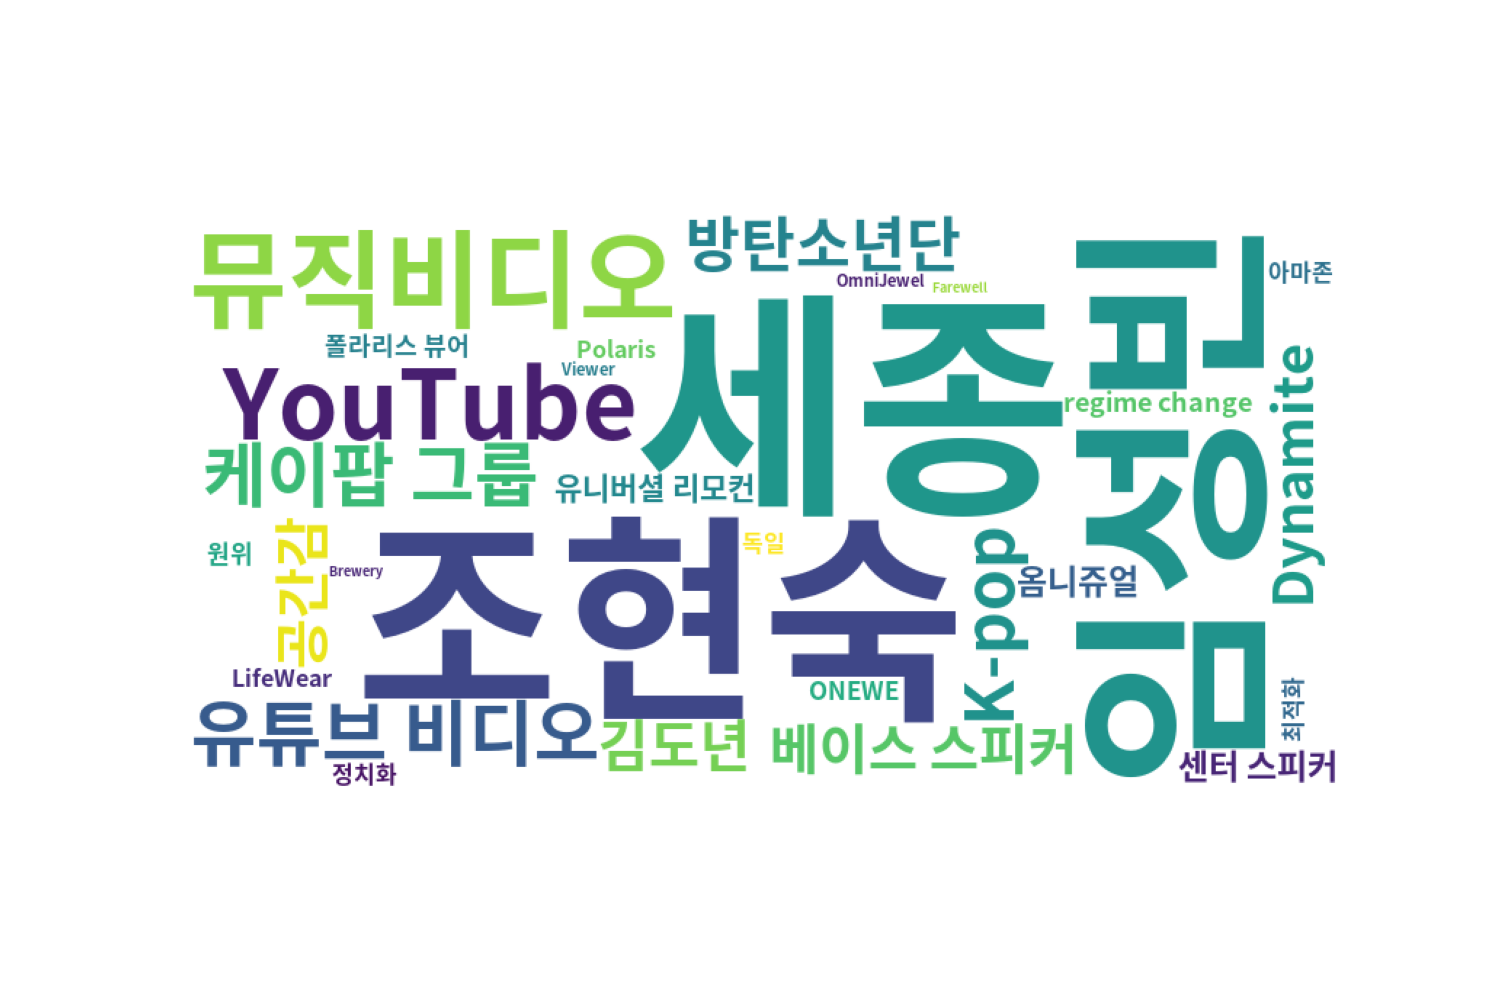 뮤직비디오
방탄소년단
OmniJewel
Farewell
아마존
폴라리스 뷰어
Polaris
Viewer
YouTube
세종
임성빈
regime change
Dynamite
케이팝 그룹
유니버셜 리모컨
원위
공간감
Brewery
조현숙
독일
K-pop
옴니쥬얼
LifeWear
ONEWE
유튜브 비디오
김도년
베이스 스피커
최적화
정치화
센터 스피커